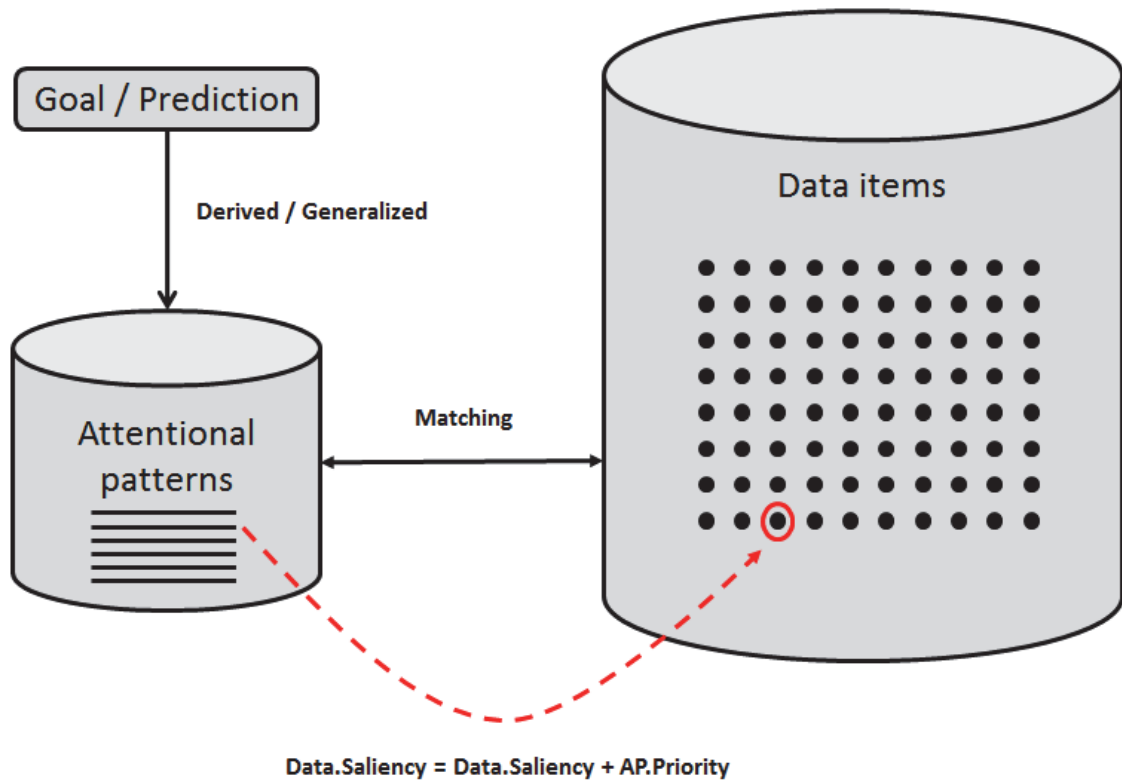 Goal / Prediction
Data items
Derived / Generalized
Attentional
patterns
Matching
Data.Saliency = Data.Saliency + AP.Priority